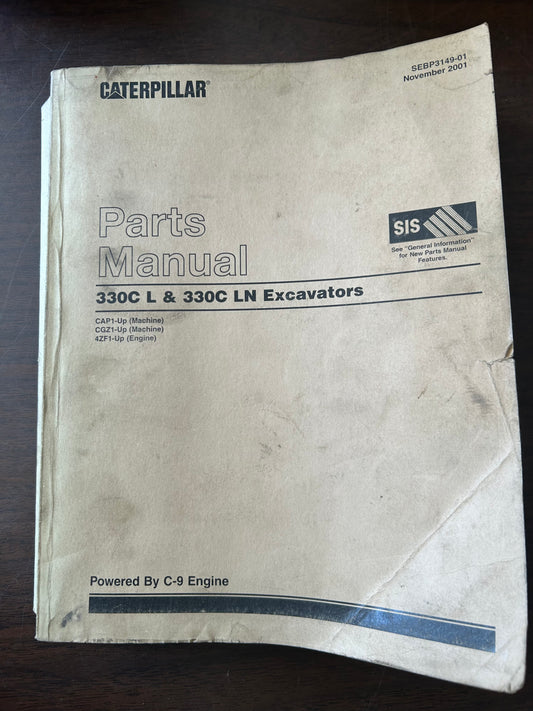 CATERPILLAR®
SEBP3149-01
November 2001
Parts
Manual
SIS
See "General Information"
for New Parts Manual
Features.
330C L & 330C LN Excavators
CAP1-Up (Machine)
CGZ1-Up (Machine)
4ZF1-Up (Engine)
Powered By C-9 Engine